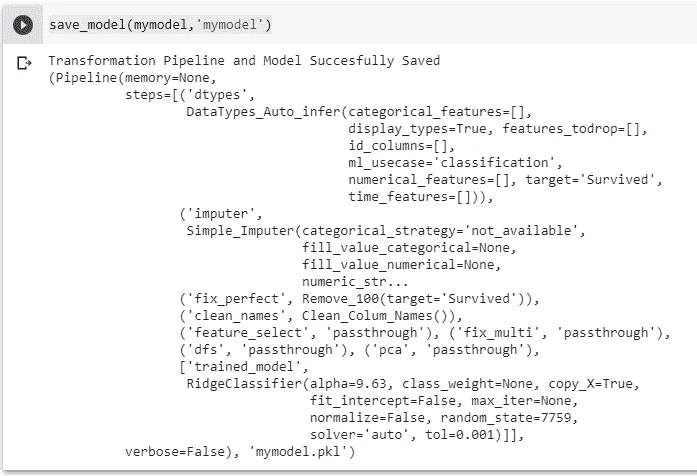 save_model(mymodel,'mymodel')
Transformation Pipeline and Model Succesfully Saved
(Pipeline(memory=None,
steps=[('dtypes',
DataTypes_Auto_infer(categorical_features=[],
display_types=True, features_todrop=[],
id_columns=[],
ml_usecase='classification',
numerical_features=[], target='Survived',
time_features=[])),
('imputer',
Simple_Imputer(categorical_strategy='not_available',
fill_value_categorical=None,
fill_value_numerical=None,
numeric_str...
('fix_perfect', Remove_100(target='Survived')),
('clean_names', Clean_Colum_Names()),
('feature_select', 'passthrough'), ('fix_multi', 'passthrough'),
('dfs', 'passthrough'), ('pca', 'passthrough'),
['trained_model',
RidgeClassifier(alpha=9.63, class_weight=None, copy_X=True,
fit_intercept=False, max_iter=None,
normalize=False, random_state=7759,
solver='auto', tol=0.001)]],
verbose=False), 'mymodel.pkl')